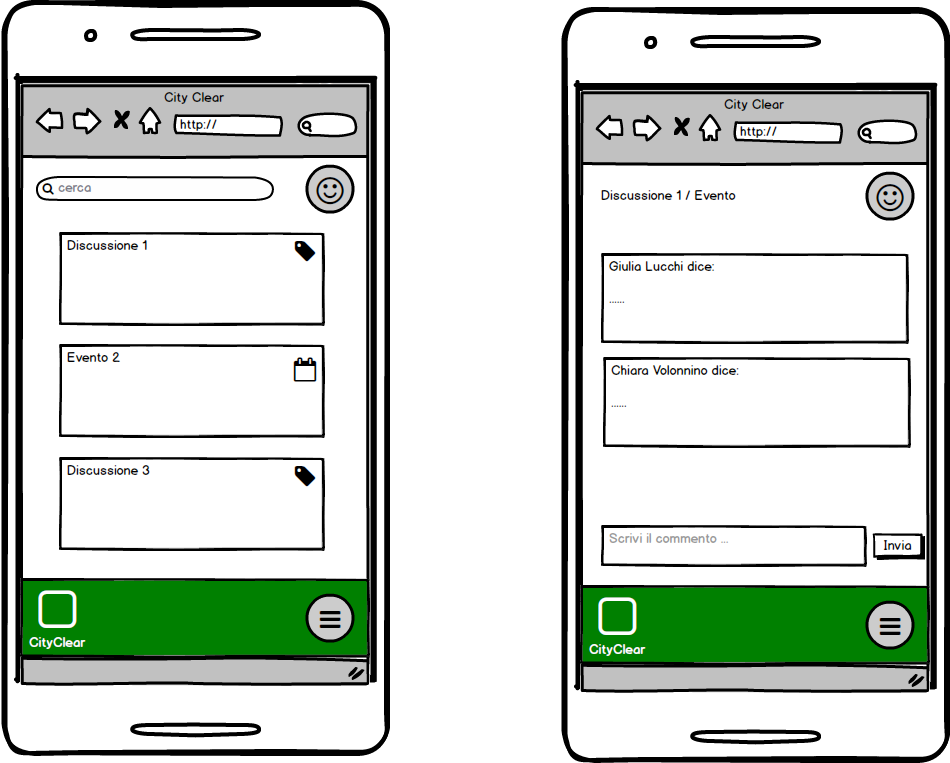 City Clear
http://
cerca
Discussione 1
Evento 2
Discussione 3
CityClear
City Clear
http://
Discussione 1 / Evento
Giulia Lucchi dice:
......
Chiara Volonnino dice:
......
Scrivi il commento ...
Invia
CityClear